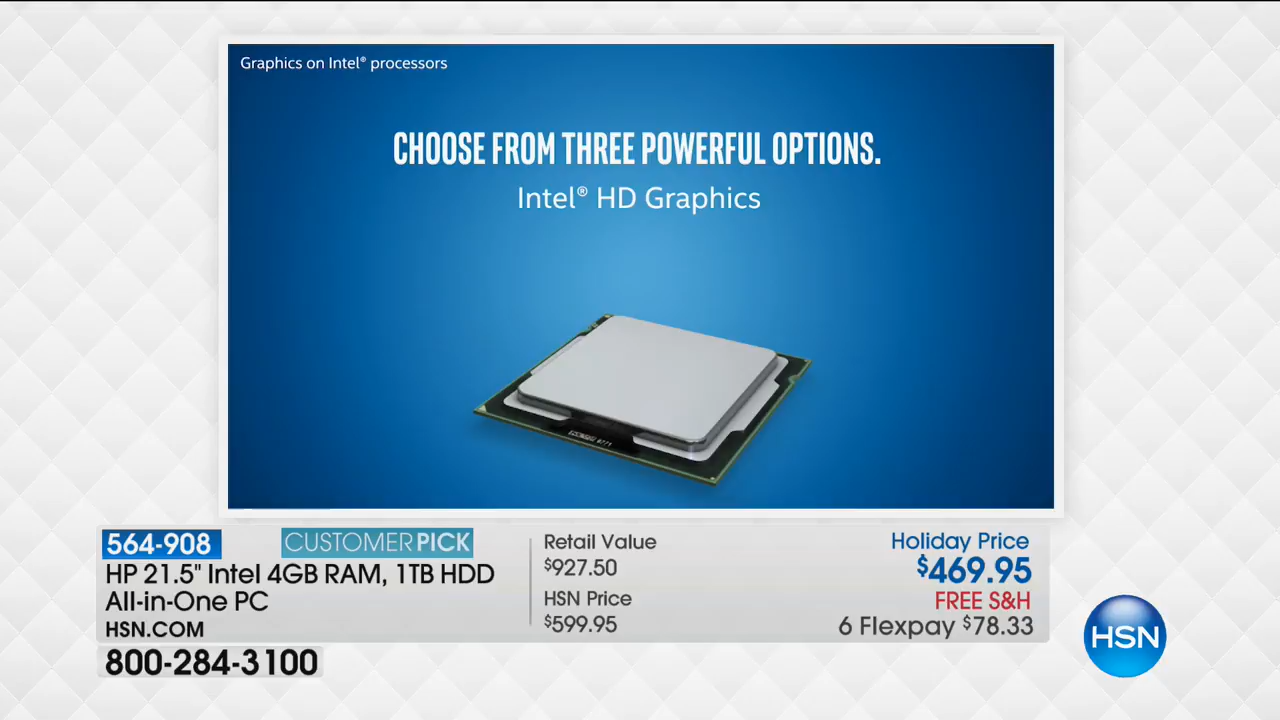 Graphics on Intel® processors
CHOOSE FROM THREE POWERFUL OPTIONS.
Intel® HD Graphics
564-908
CUSTOMERPICK
HP 21.5" Intel 4GB RAM, 1TB HDD
All-in-One PC
HSN.COM
800-284-3100
Retail Value
$927.50
HSN Price
$599.95
Holiday Price
$469.95
FREE S&H
6 Flexpay $78.33
HSN